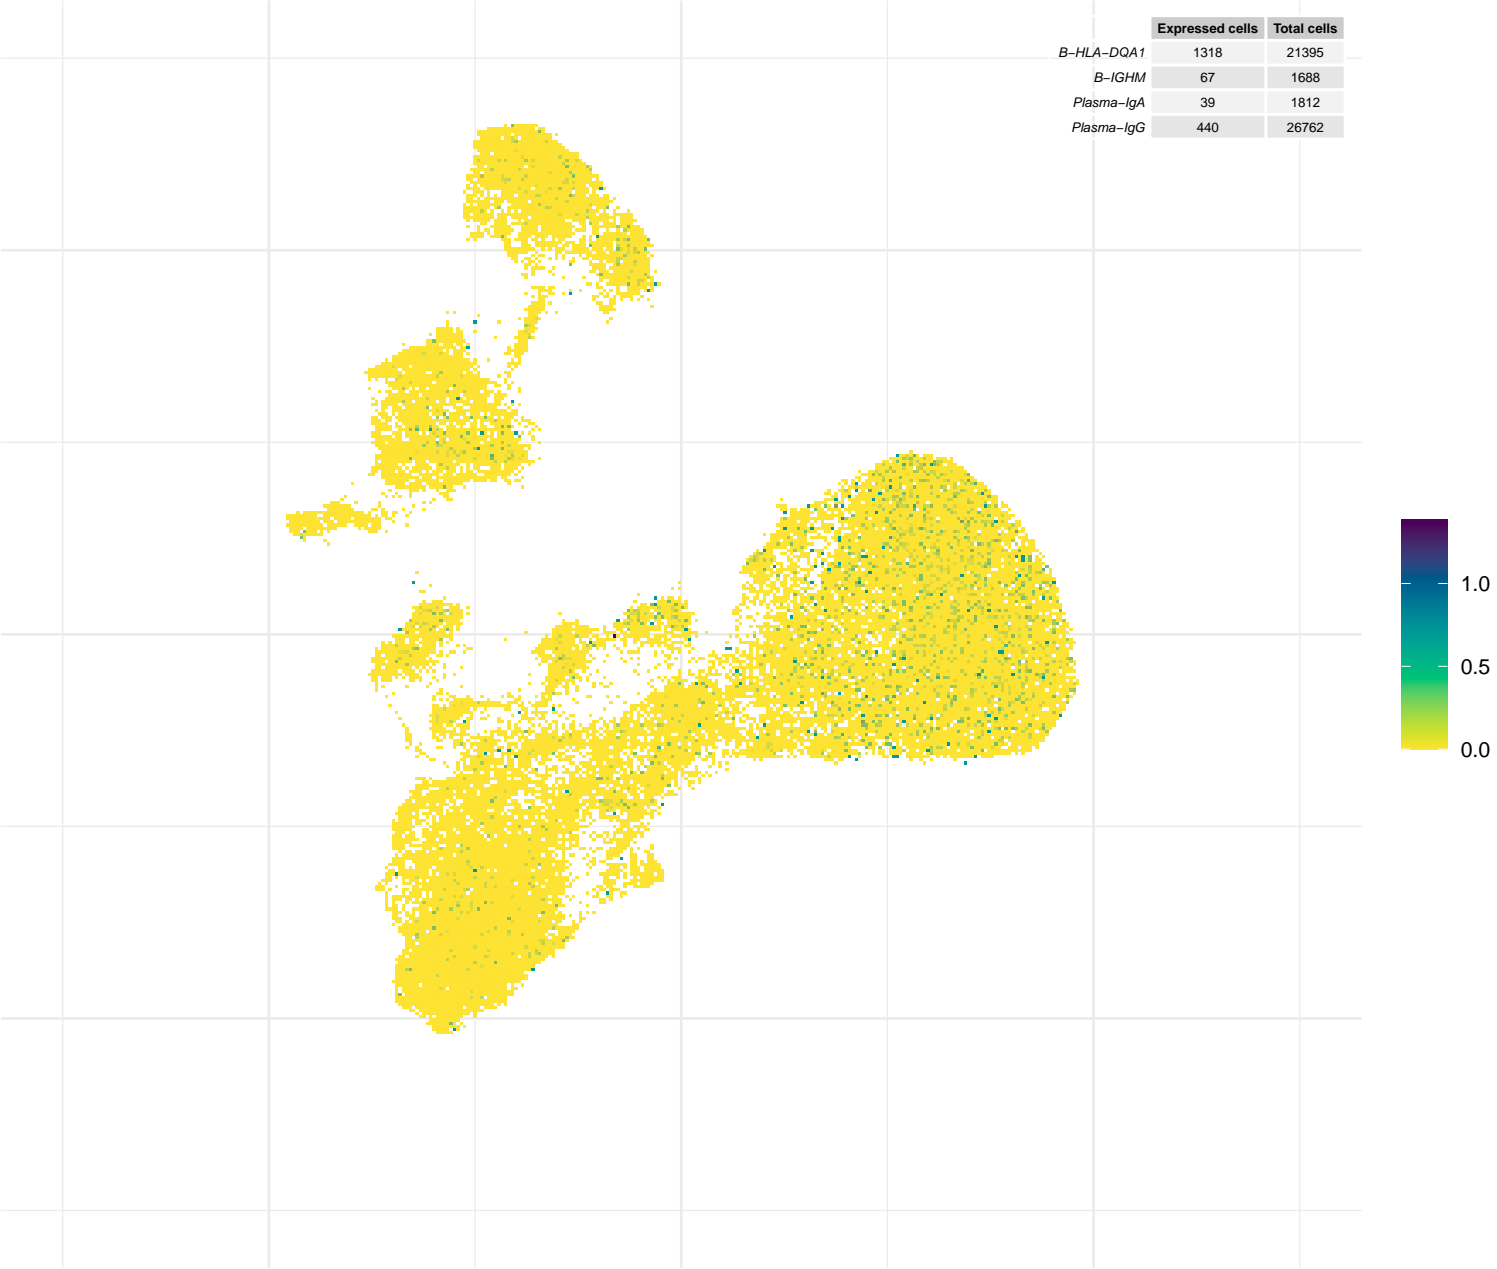 Expressed cells Total cells
B−HLA−DQA1 1318 21395
B−IGHM 67 1688
Plasma−IgA 39 1812
Plasma−IgG 440 26762
1.0
0.5
0.0